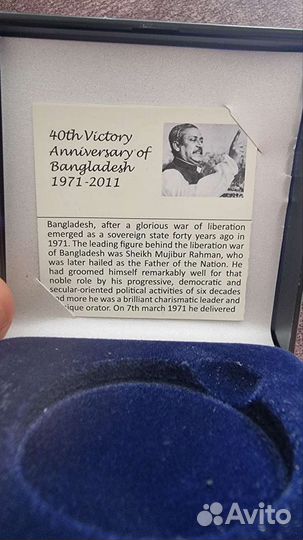 40th Victory
Anniversary of
Bangladesh
1971-2011
Bangladesh, after a glorious war of liberation
emerged as a sovereign state forty years ago in
1971. The leading figure behind the liberation war
of Bangladesh was Sheikh Mujibur Rahman, who
was later hailed as the Father of the Nation. He
had groomed himself remarkably well for that
noble role by his progressive, democratic and
secular-oriented political activities of six decades
and more he was a brilliant charismatic leader and
orator. On 7th march 1971 he delivered
Avito